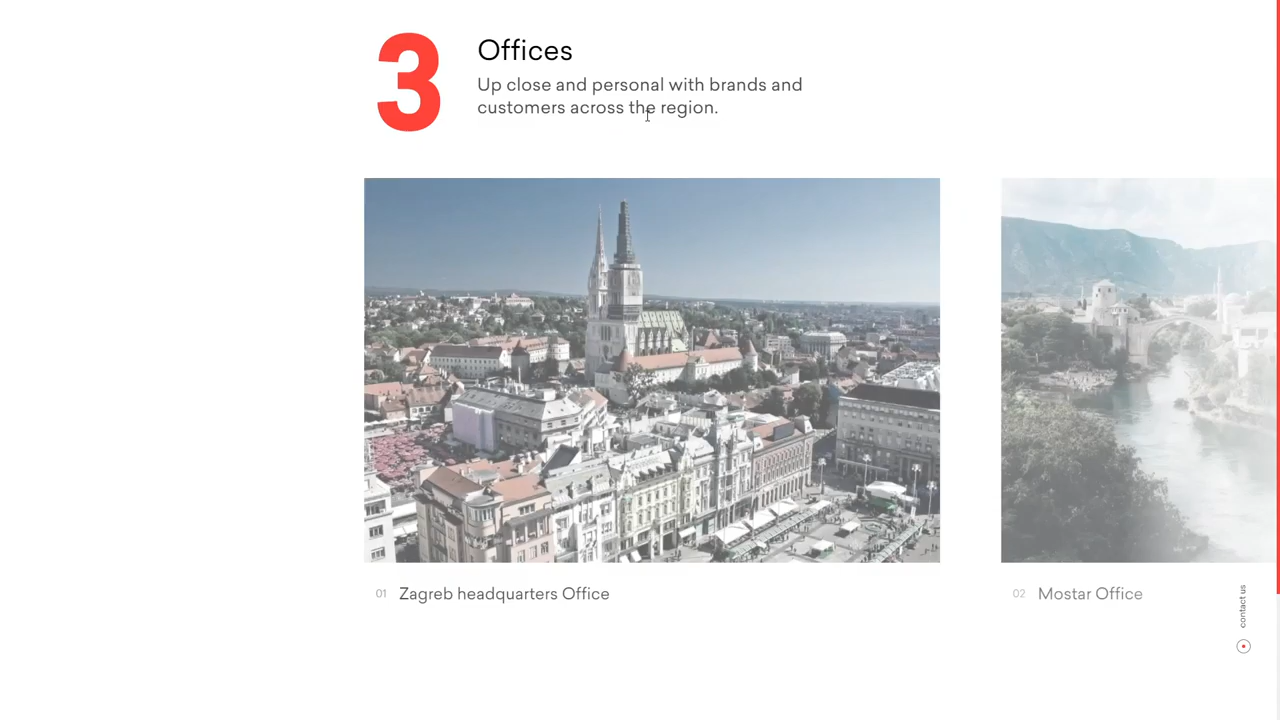 3
Offices
Up close and personal with brands and
customers across the region.
01 Zagreb headquarters Office
02 Mostar Office
contact us